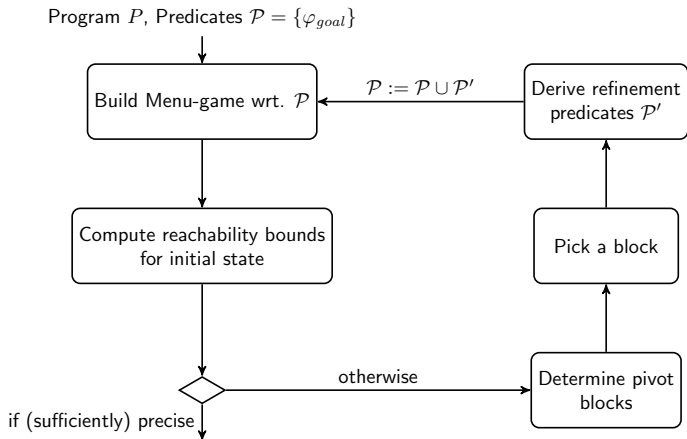 Program P, Predicates 𝒫 = {φ_goal}
Build Menu-game wrt. 𝒫
𝒫 := 𝒫 ∪ 𝒫′
Derive refinement
predicates 𝒫′
Compute reachability bounds
for initial state
Pick a block
otherwise
Determine pivot
blocks
if (sufficiently) precise